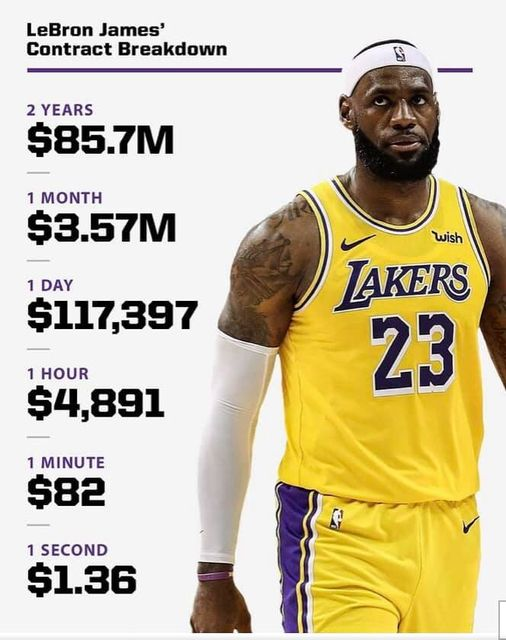 LeBron James’
Contract Breakdown
2 YEARS
$85.7M
1 MONTH
$3.57M
1 DAY
$117,397
1 HOUR
$4,891
1 MINUTE
$82
1 SECOND
$1.36
wish
LAKERS
23